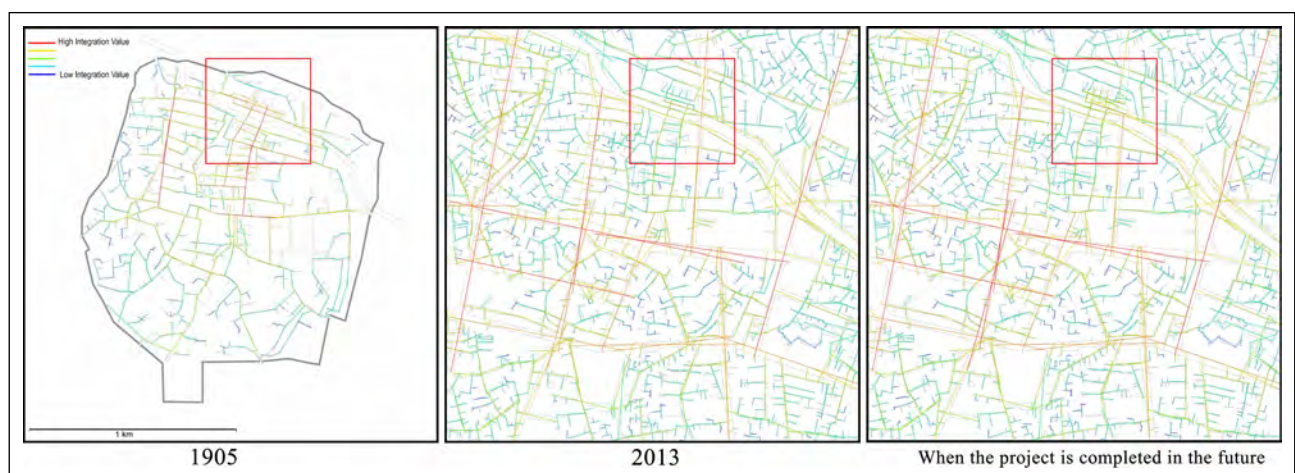 High Integration Value
Low Integration Value
1 km
1905
2013
When the project is completed in the future